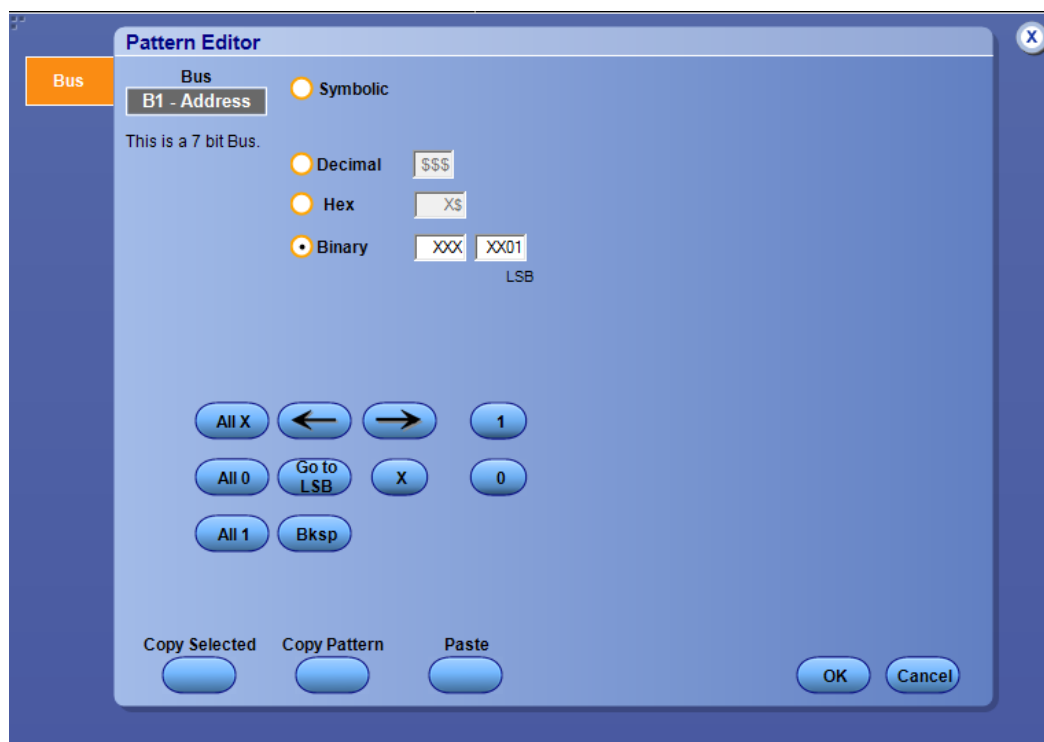 Pattern Editor
X
Bus
Bus
B1 - Address
Symbolic
This is a 7 bit Bus.
Decimal $$$
Hex X$
Binary XXX XX01
LSB
All X 1
All 0 Go to LSB X 0
All 1 Bksp
Copy Selected Copy Pattern Paste
OK Cancel